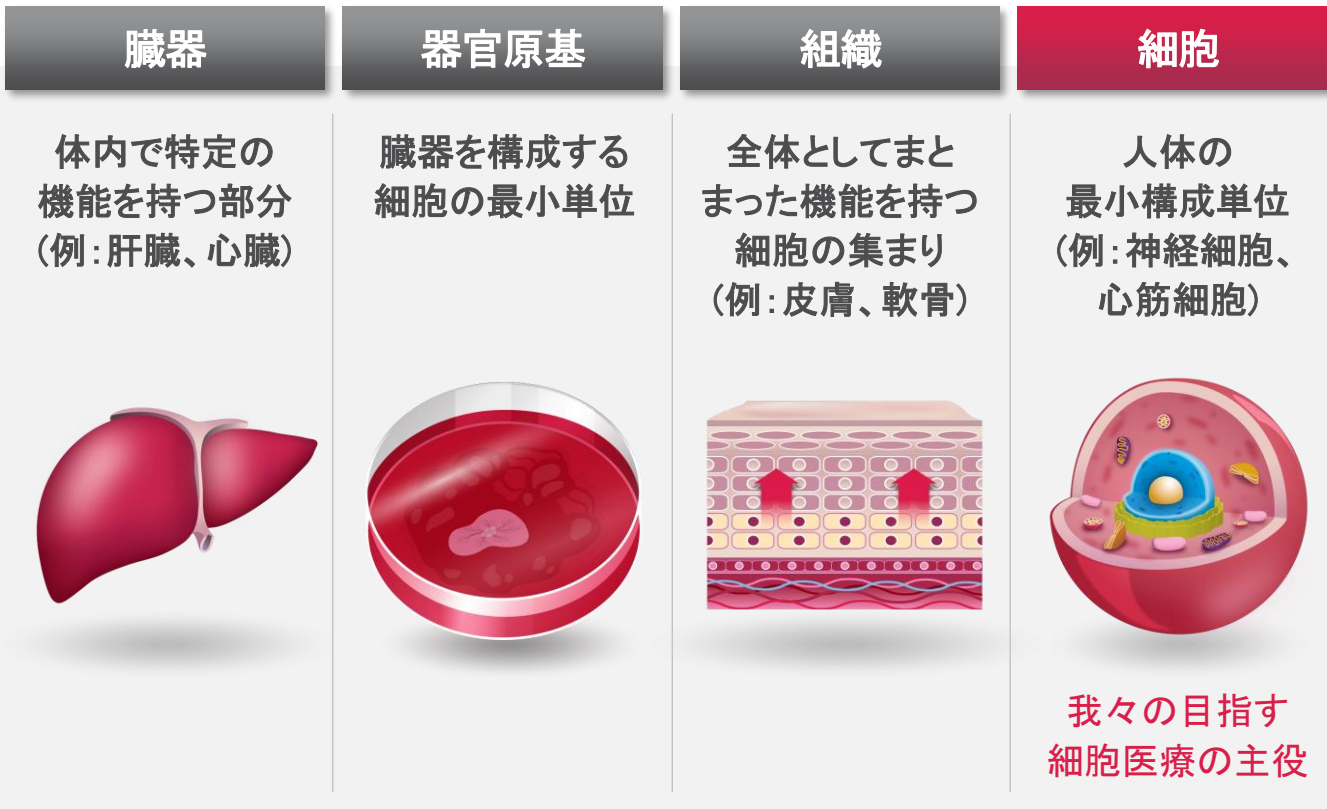 臓器
体内で特定の
機能を持つ部分
(例:肝臓、心臓)
器官原基
臓器を構成する
細胞の最小単位
組織
全体としてまと
まった機能を持つ
細胞の集まり
(例:皮膚、軟骨)
細胞
人体の
最小構成単位
(例:神経細胞、
心筋細胞)
我々の目指す
細胞医療の主役